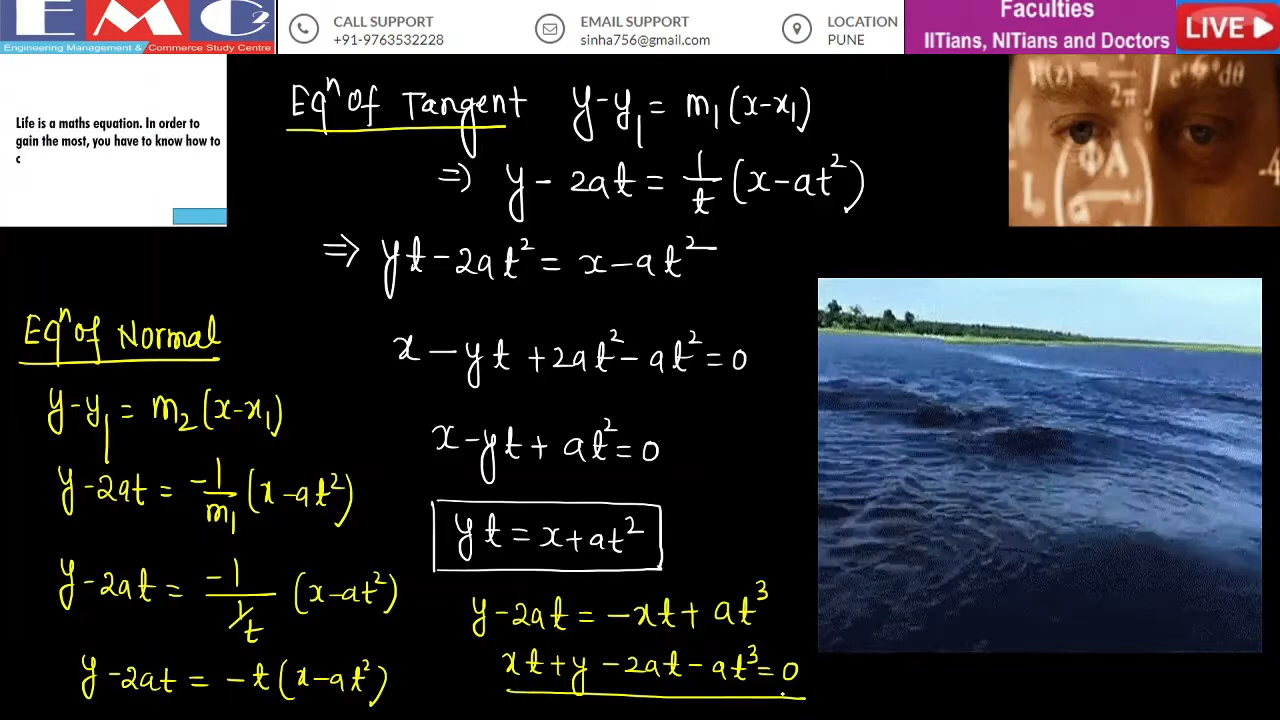 EMC
Engineering Management & Commerce Study Centre
CALL SUPPORT
+91-9763532228
EMAIL SUPPORT
sinha756@gmail.com
LOCATION
PUNE
Faculties
IITians, NITians and Doctors
LIVE
Life is a maths equation. In order to
gain the most, you have to know how to
c
Eqⁿ Of Tangent y-y₁ = m₁(x-x₁)
⇒ y - 2at = 1/t (x-at²)
⇒ yt - 2at² = x - at²
x - yt + 2at² - at² = 0
x - yt + at² = 0
yt = x + at²
Eqⁿ of Normal
y-y₁ = m₂(x-x₁)
y-2at = -1/m₁ (x-at²)
y-2at = -1/(1/t) (x-at²)
y-2at = -t(x-at²)
y-2at = -xt + at³
xt + y - 2at - at³ = 0